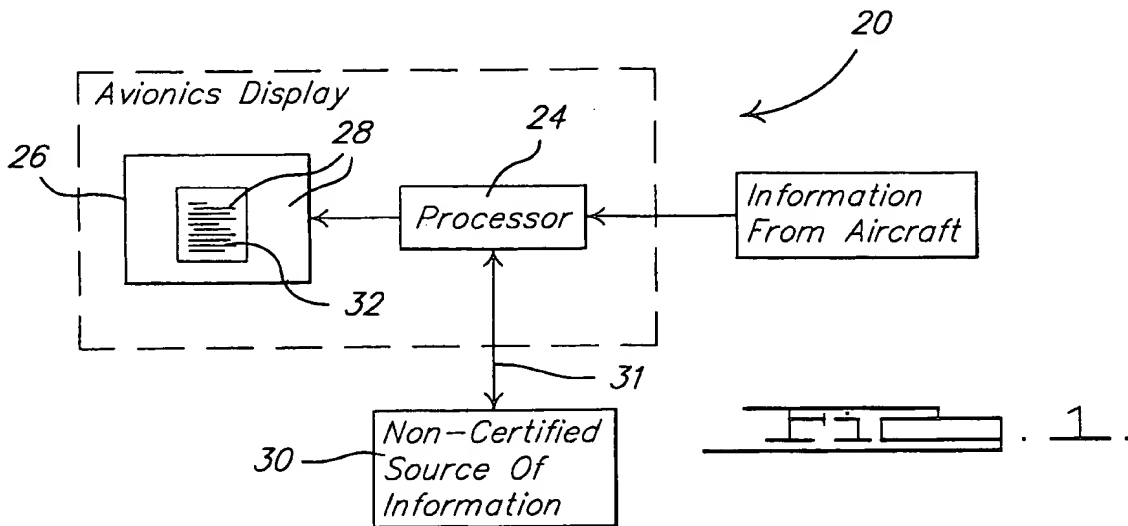 20
Avionics Display
24
28
26
Processor
Information
From Aircraft
32
31
Non-Certified
Source Of
Information
30
FIG. 1.